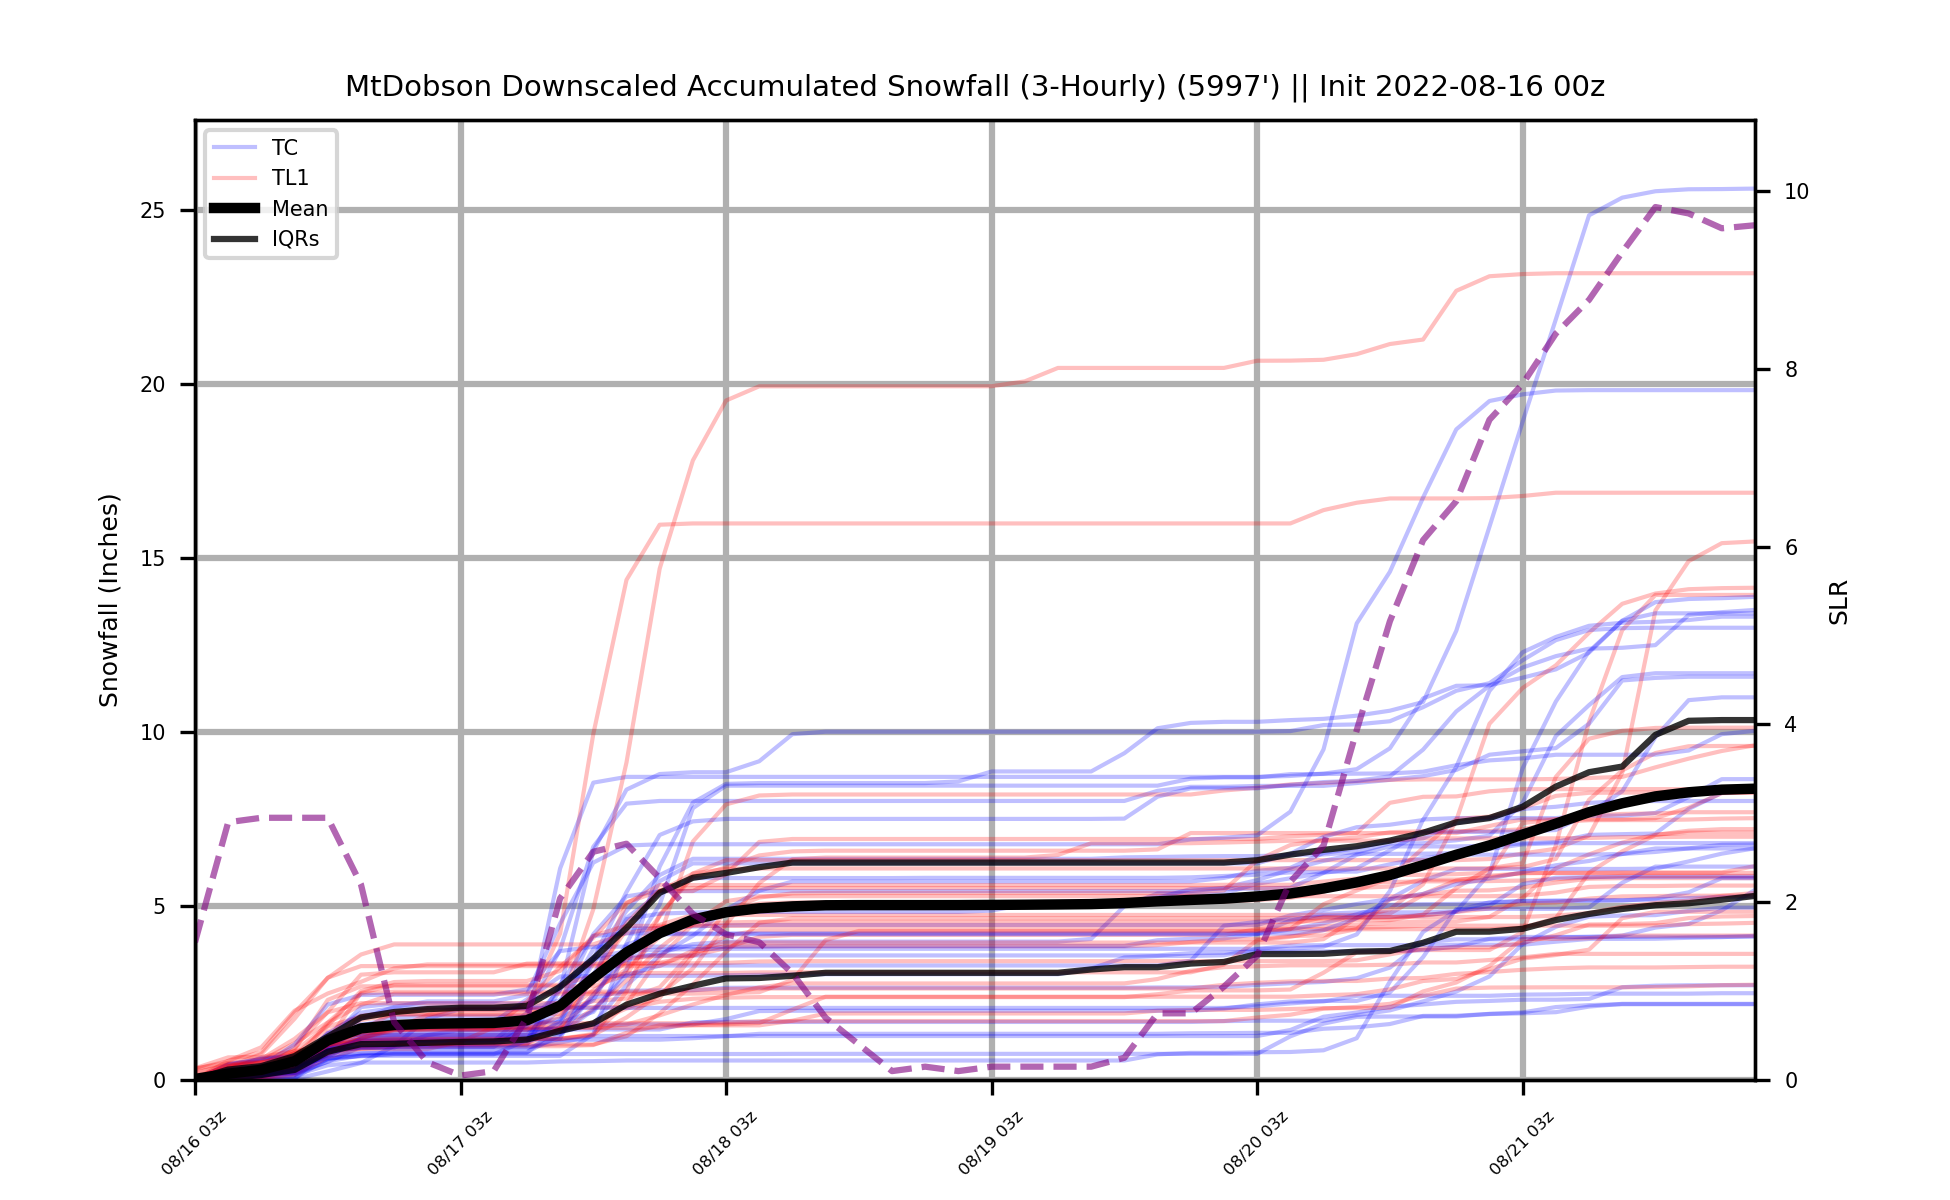 MtDobson Downscaled Accumulated Snowfall (3-Hourly) (5997') || Init 2022-08-16 00z
TC
TL1
Mean
IQRs
25
20
15
10
5
0
Snowfall (Inches)
10
8
6
4
2
0
SLR
08/16 03z
08/17 03z
08/18 03z
08/19 03z
08/20 03z
08/21 03z